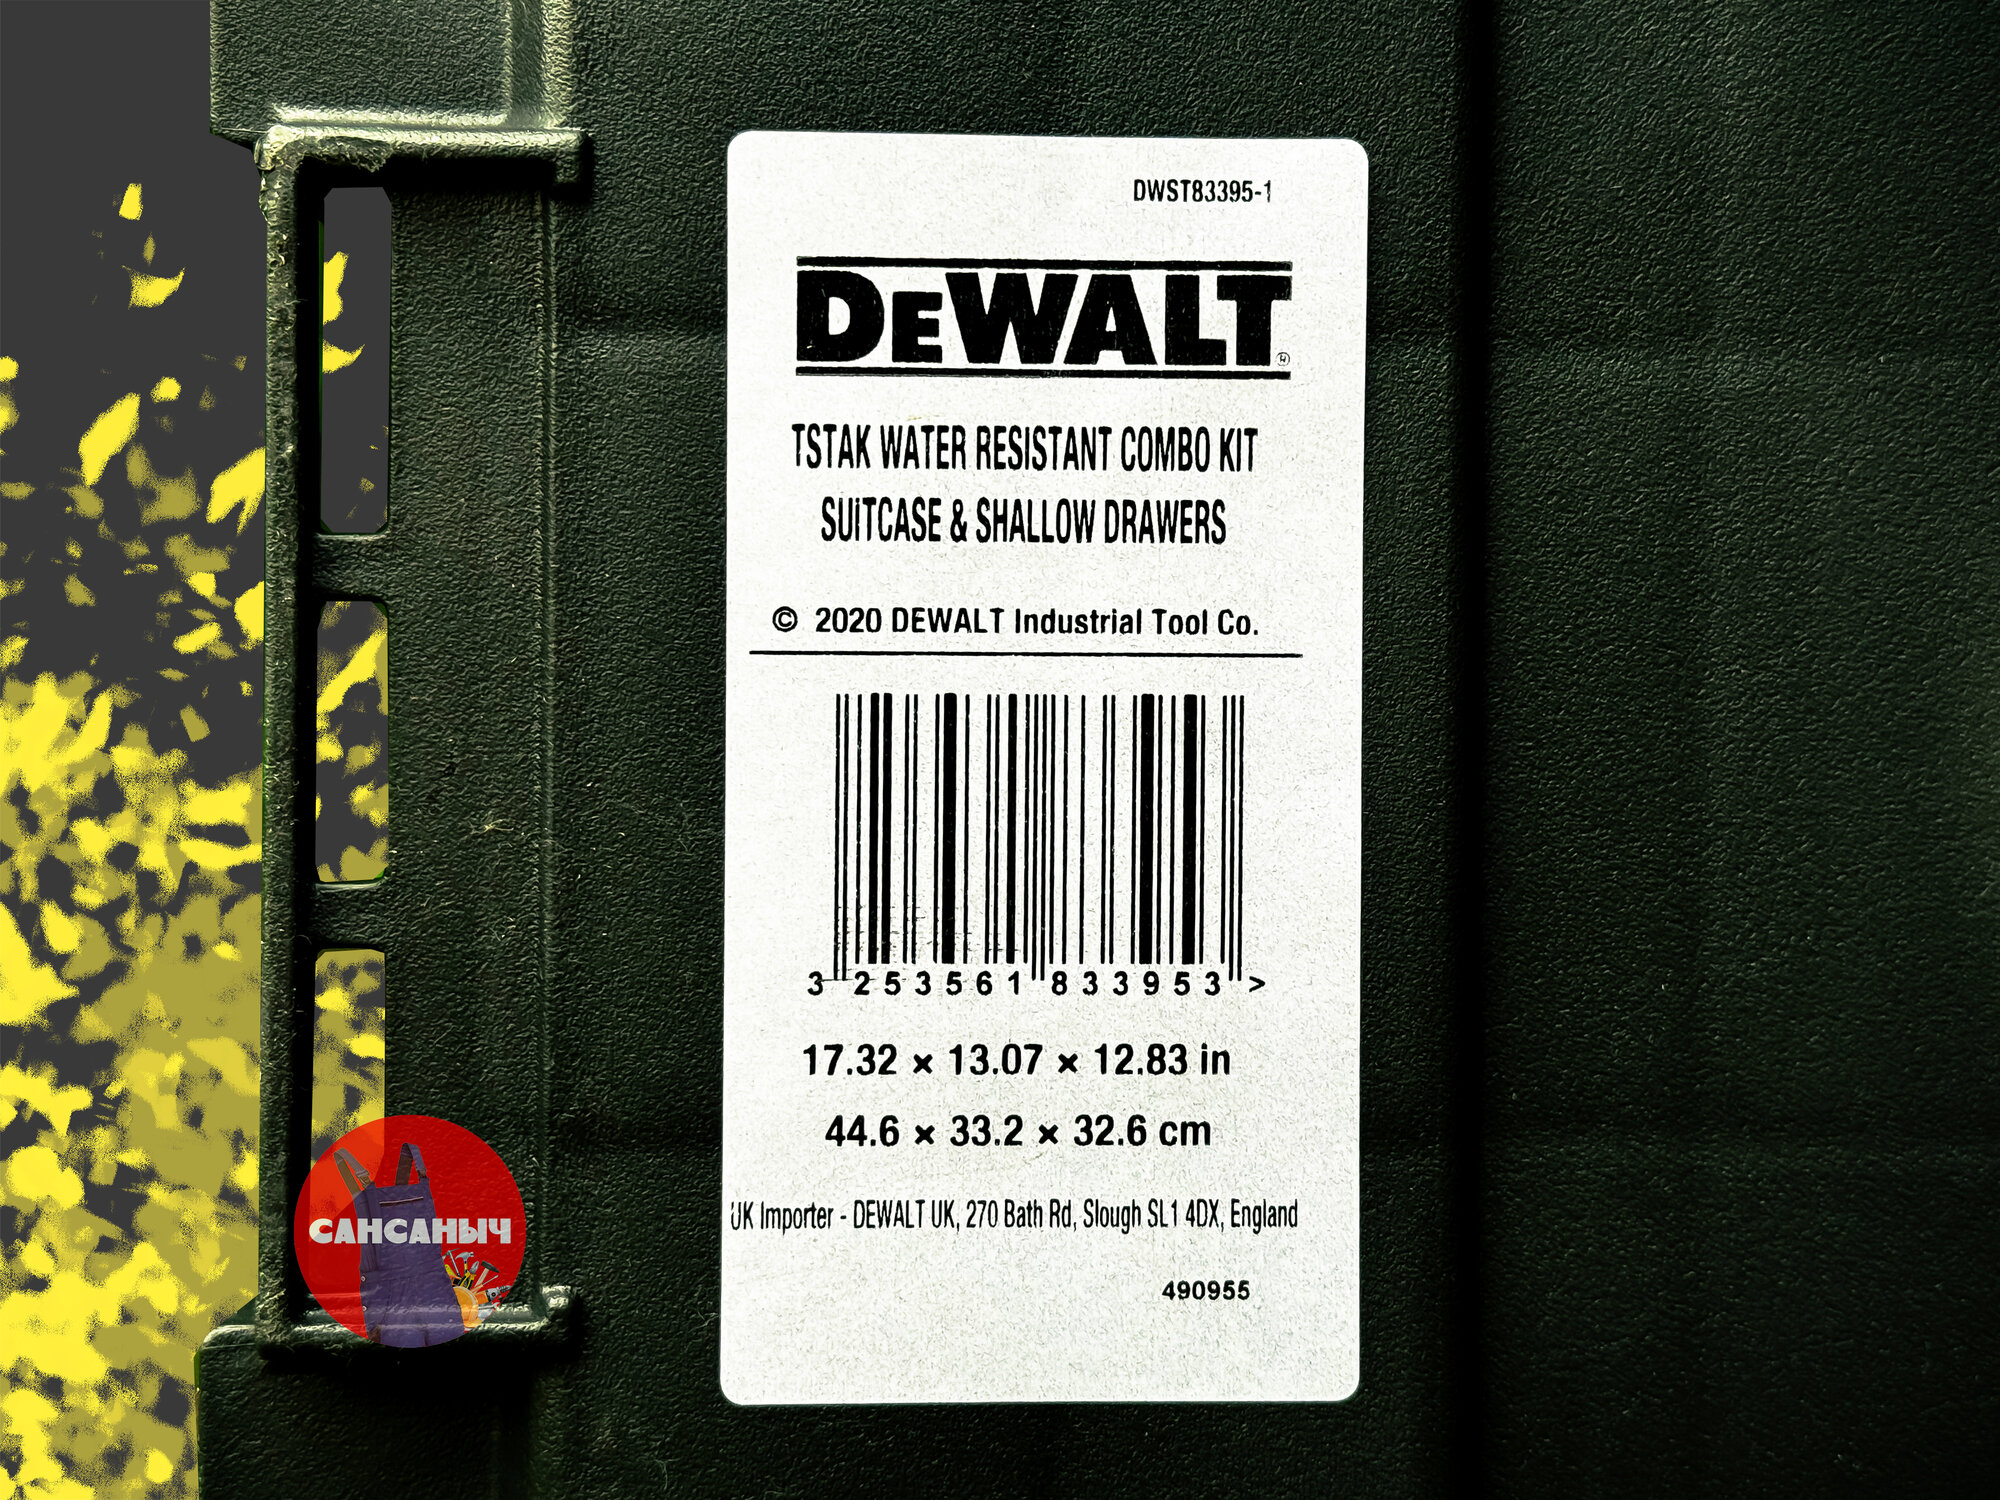 DWST83395-1
DEWALT®
TSTAK WATER RESISTANT COMBO KIT
SUITCASE & SHALLOW DRAWERS
© 2020 DEWALT Industrial Tool Co.
3 253561 833953 >
17.32 × 13.07 × 12.83 in
44.6 × 33.2 × 32.6 cm
UK Importer - DEWALT UK, 270 Bath Rd, Slough SL1 4DX, England
САНСАНЫЧ
490955